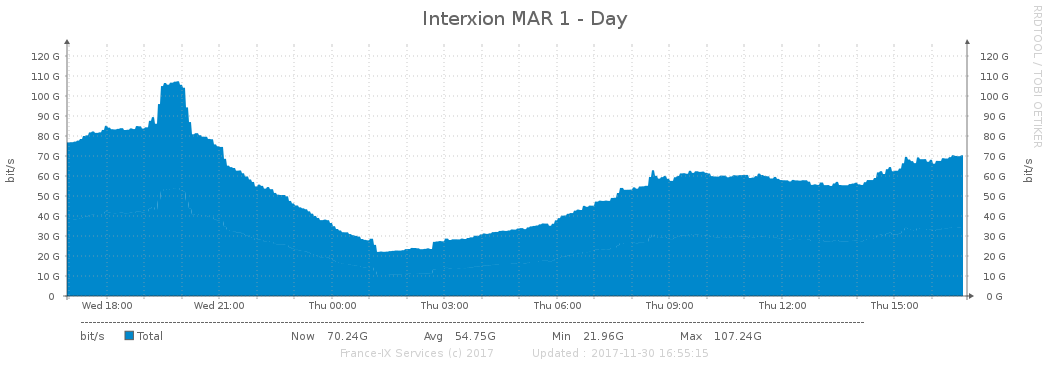 Interxion MAR 1 - Day
RRDTOOL / TOBI OETIKER
bit/s
120 G 120 G
110 G 110 G
100 G 100 G
90 G 90 G
80 G 80 G
70 G 70 G
60 G 60 G
50 G 50 G
40 G 40 G
30 G 30 G
20 G 20 G
10 G 10 G
0 0 G
bit/s
Wed 18:00 Wed 21:00 Thu 00:00 Thu 03:00 Thu 06:00 Thu 09:00 Thu 12:00 Thu 15:00
bit/s Total Now 70.24G Avg 54.75G Min 21.96G Max 107.24G
France-IX Services (c) 2017 Updated : 2017-11-30 16:55:15